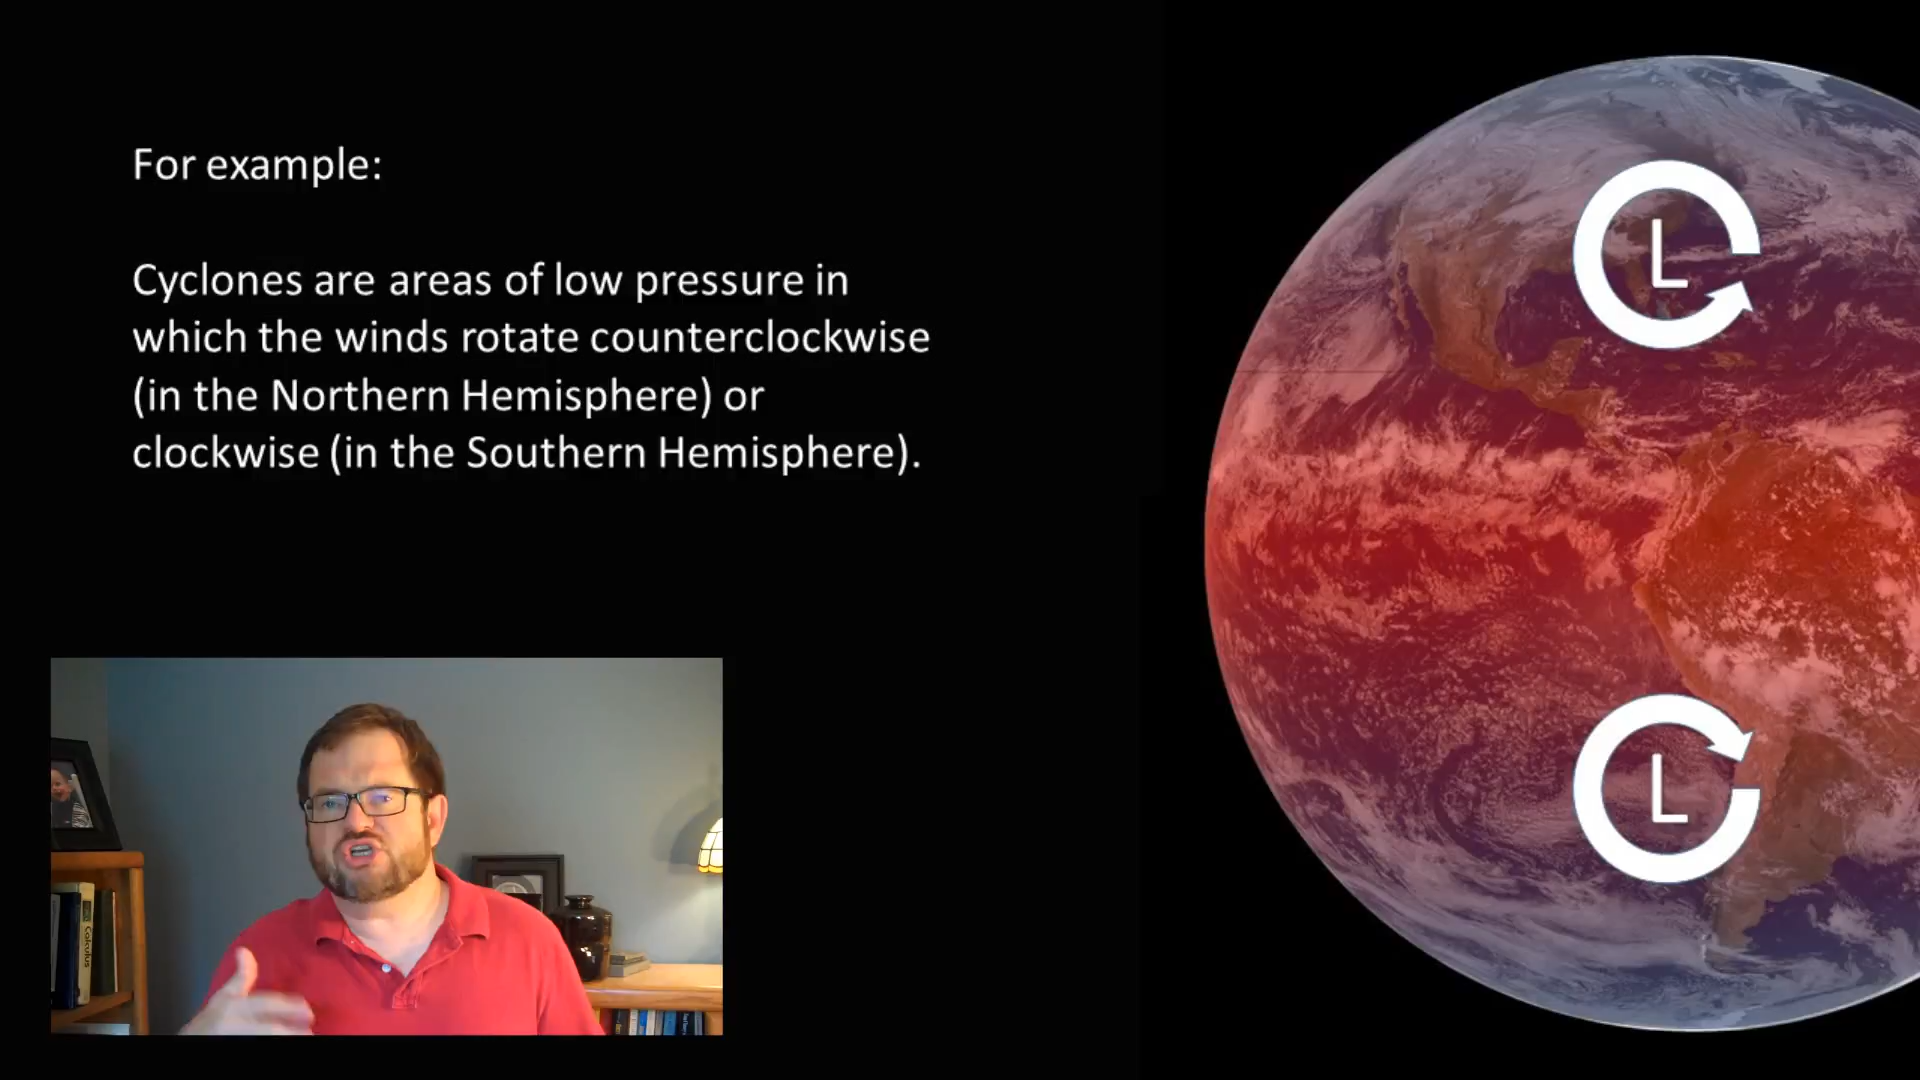 For example:
Cyclones are areas of low pressure in
which the winds rotate counterclockwise
(in the Northern Hemisphere) or
clockwise (in the Southern Hemisphere).
L
L
Calculus